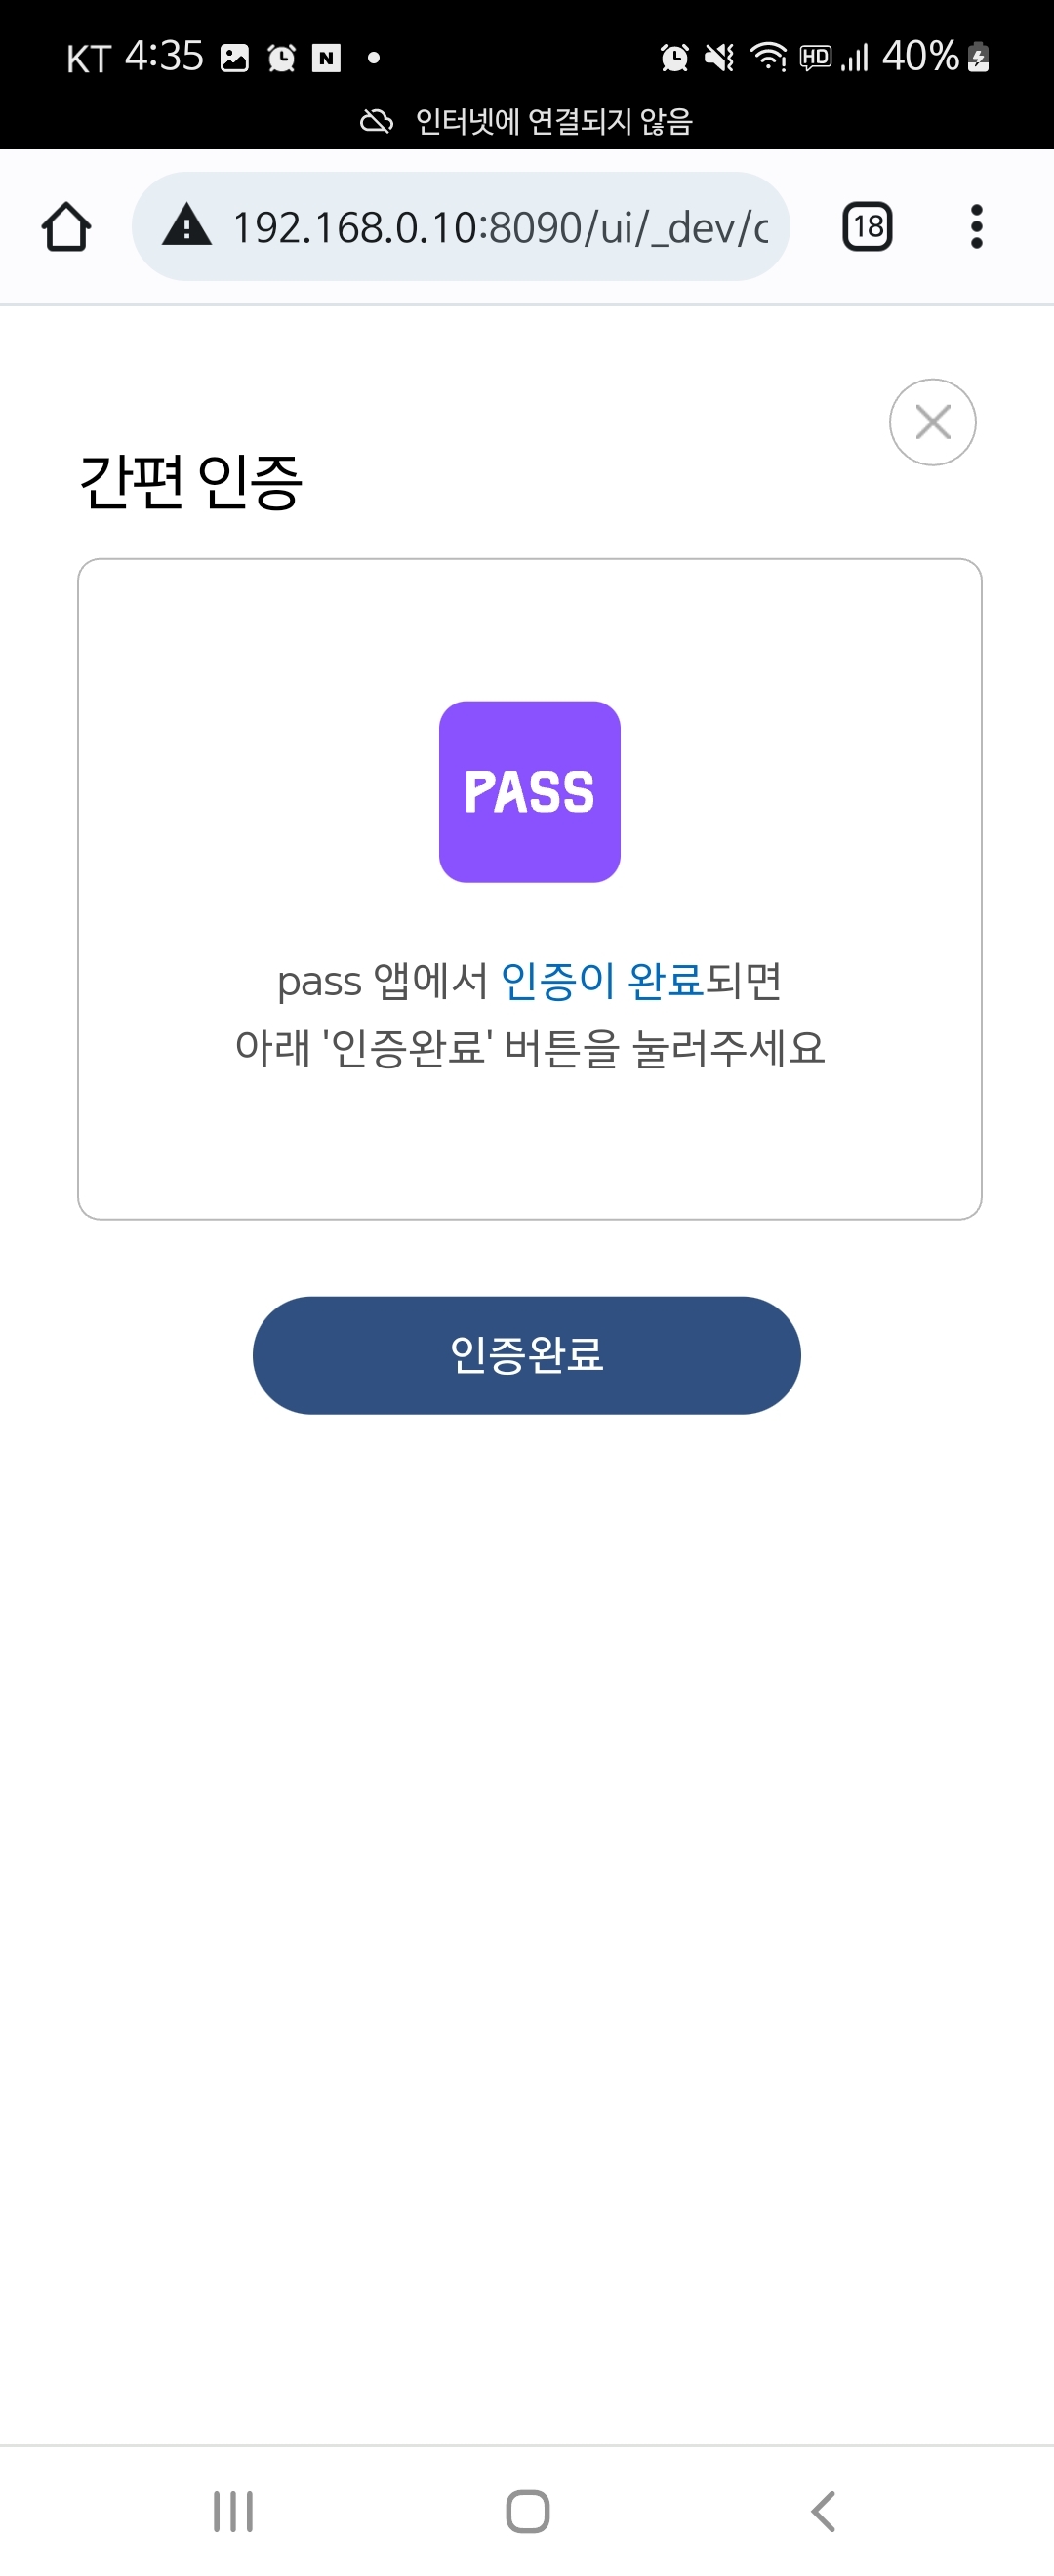 KT 4:35 N HD 40%
인터넷에 연결되지 않음
192.168.0.10:8090/ui/_dev/c 18
간편 인증
PASS
pass 앱에서 인증이 완료되면
아래 '인증완료' 버튼을 눌러주세요
인증완료